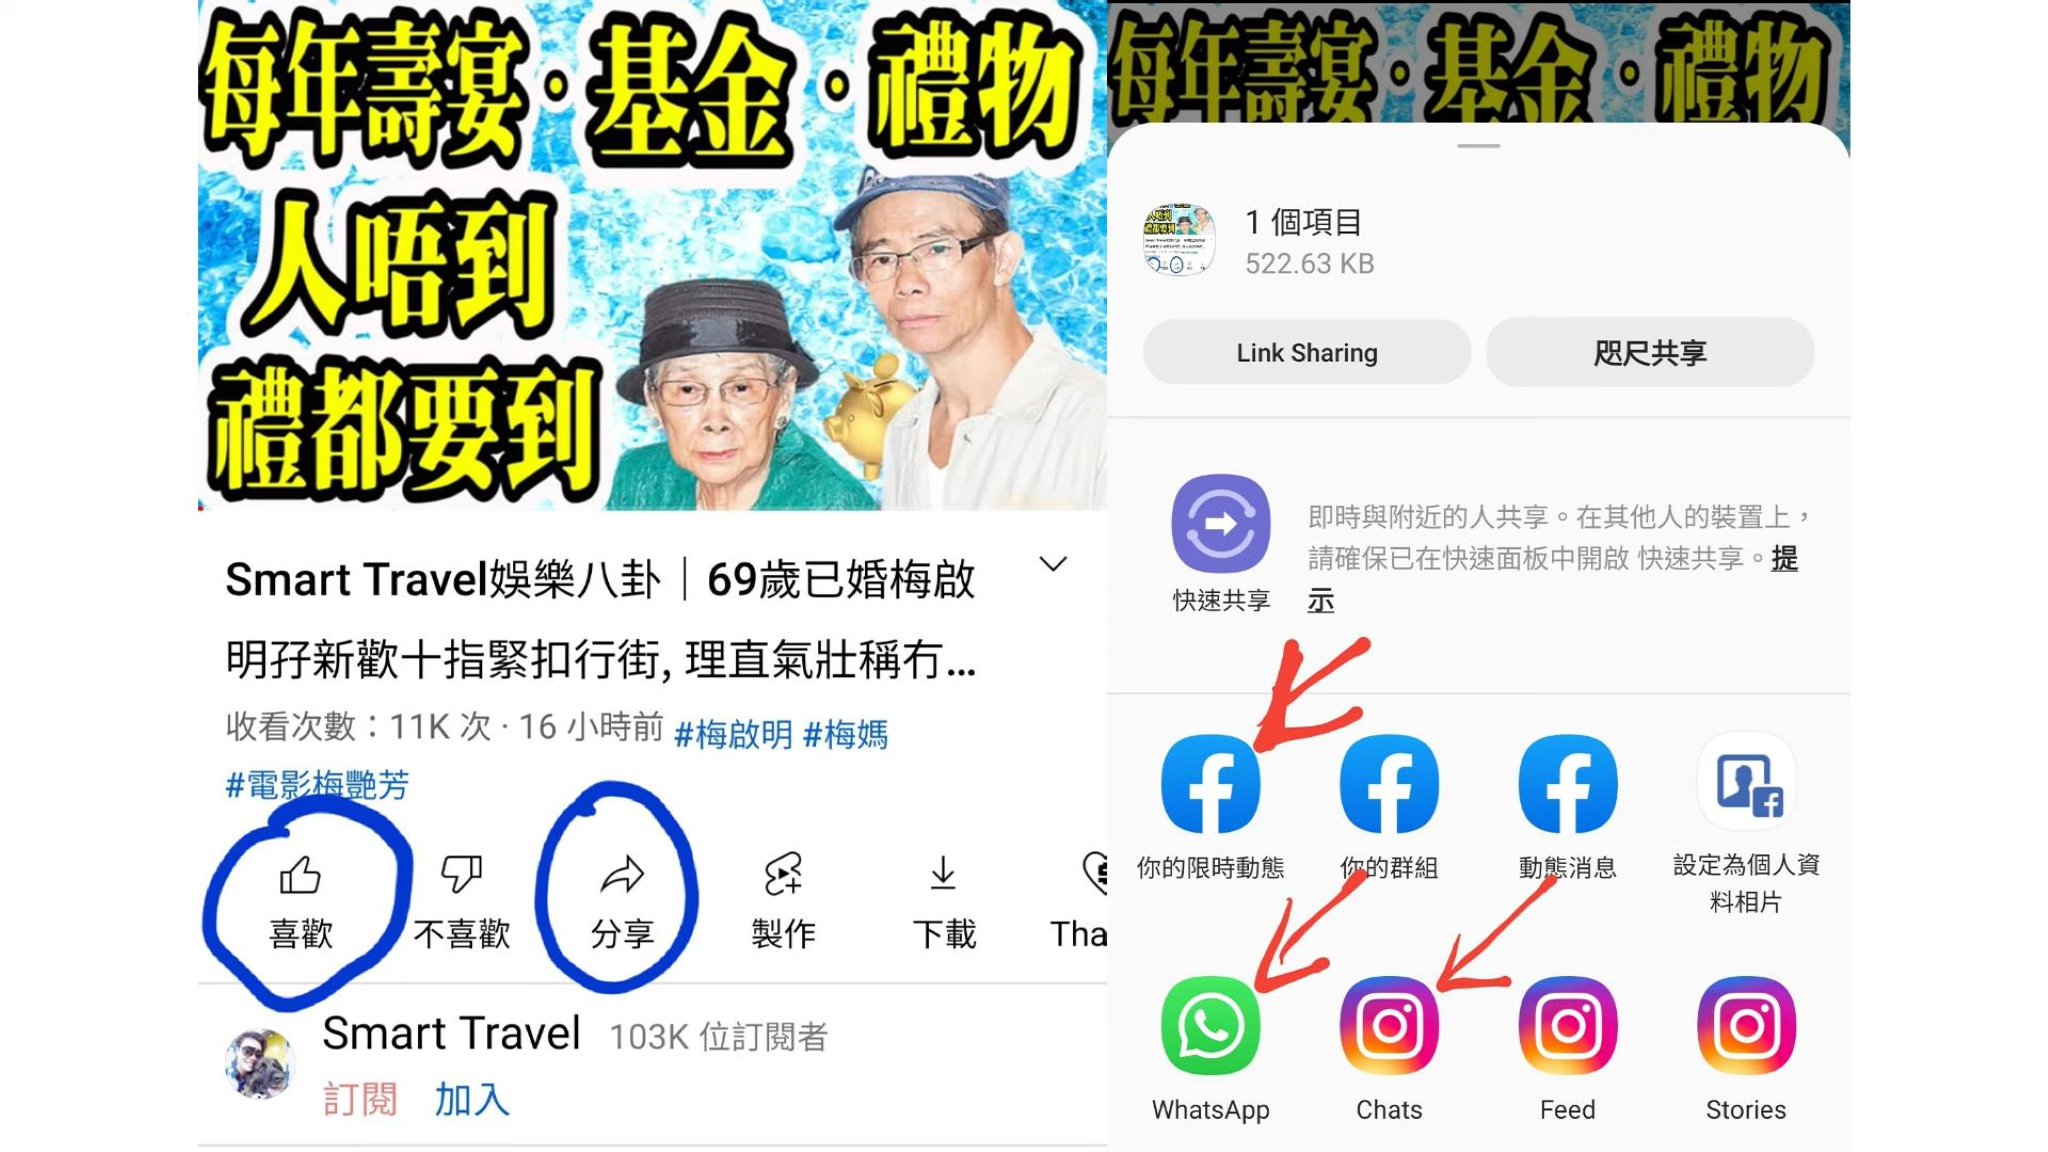 每年壽宴·基金·禮物
人唔到
禮都要到
Smart Travel娛樂八卦｜69歲已婚梅啟
明孖新歡十指緊扣行街, 理直氣壯稱冇...
收看次數：11K 次 · 16 小時前 #梅啟明 #梅媽
#電影梅艷芳
喜歡 不喜歡 分享 製作 下載 Tha
Smart Travel 103K 位訂閱者
訂閱 加入
每年壽宴·基金·禮物
1 個項目
522.63 KB
Link Sharing 咫尺共享
即時與附近的人共享。在其他人的裝置上，
請確保已在快速面板中開啟 快速共享。提
示
快速共享
你的限時動態 你的群組 動態消息 設定為個人資
料相片
WhatsApp Chats Feed Stories